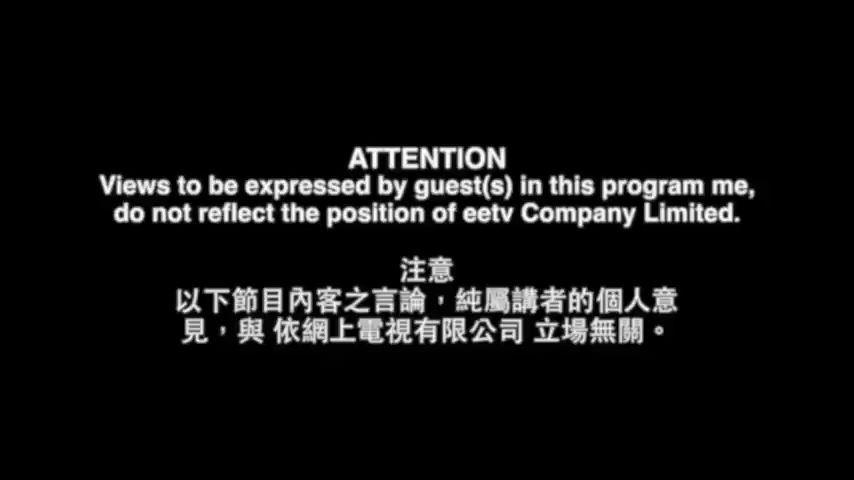 ATTENTION
Views to be expressed by guest(s) in this program me,
do not reflect the position of eetv Company Limited.
注意
以下節目內客之言論，純屬講者的個人意
見，與 依網上電視有限公司 立場無關。